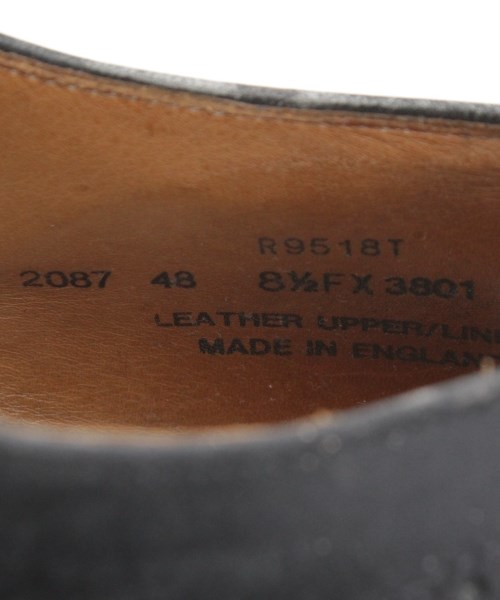 R9518T
2087 48 8½FX 3801
LEATHER UPPER/LIN
MADE IN ENGLAN